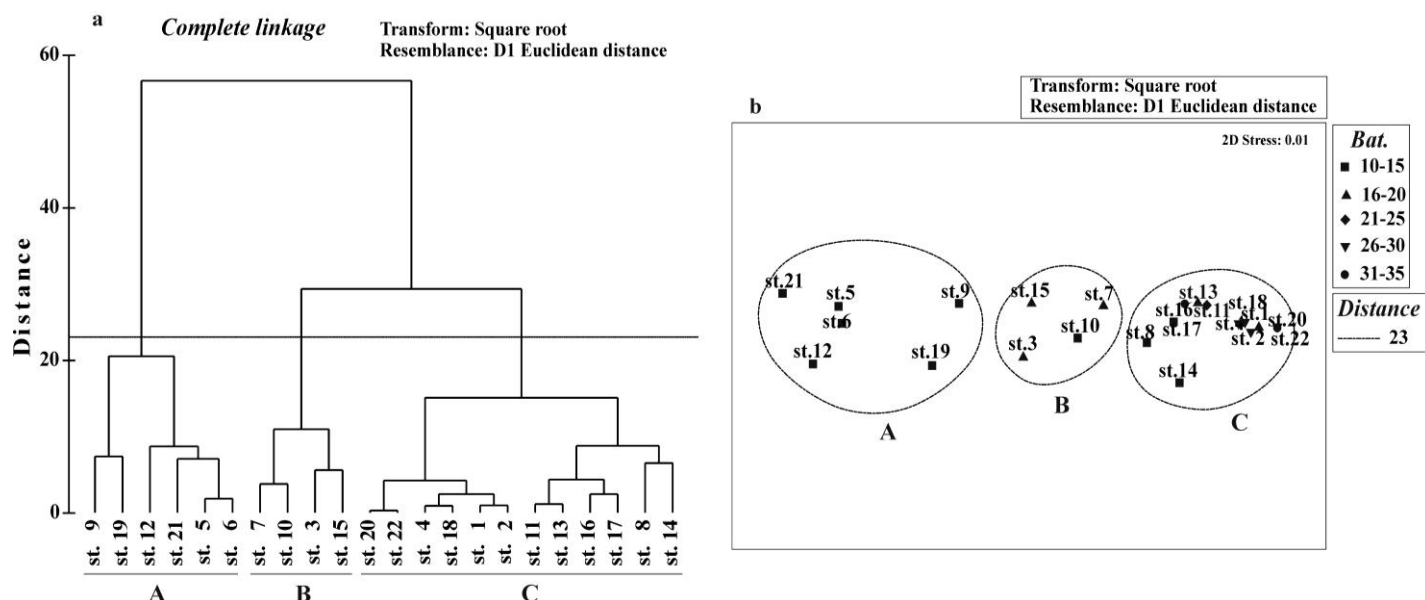 a
Complete linkage
Transform: Square root
Resemblance: D1 Euclidean distance
60
40
20
0
Distance
st. 9
st. 19
st. 12
st. 21
st. 5
st. 6
st. 7
st. 10
st. 3
st. 15
st. 20
st. 22
st. 4
st. 18
st. 1
st. 2
st. 11
st. 13
st. 16
st. 17
st. 8
st. 14
A
B
C
b
Transform: Square root
Resemblance: D1 Euclidean distance
2D Stress: 0.01
st.21
st.5
st.6
st.9
st.12
st.19
A
st.15
st.7
st.10
st.3
B
st.13
st.16
st.11
st.18
st.1
st.20
st.8
st.17
st. 2
st.22
st.14
C
Bat.
10-15
16-20
21-25
26-30
31-35
Distance
23